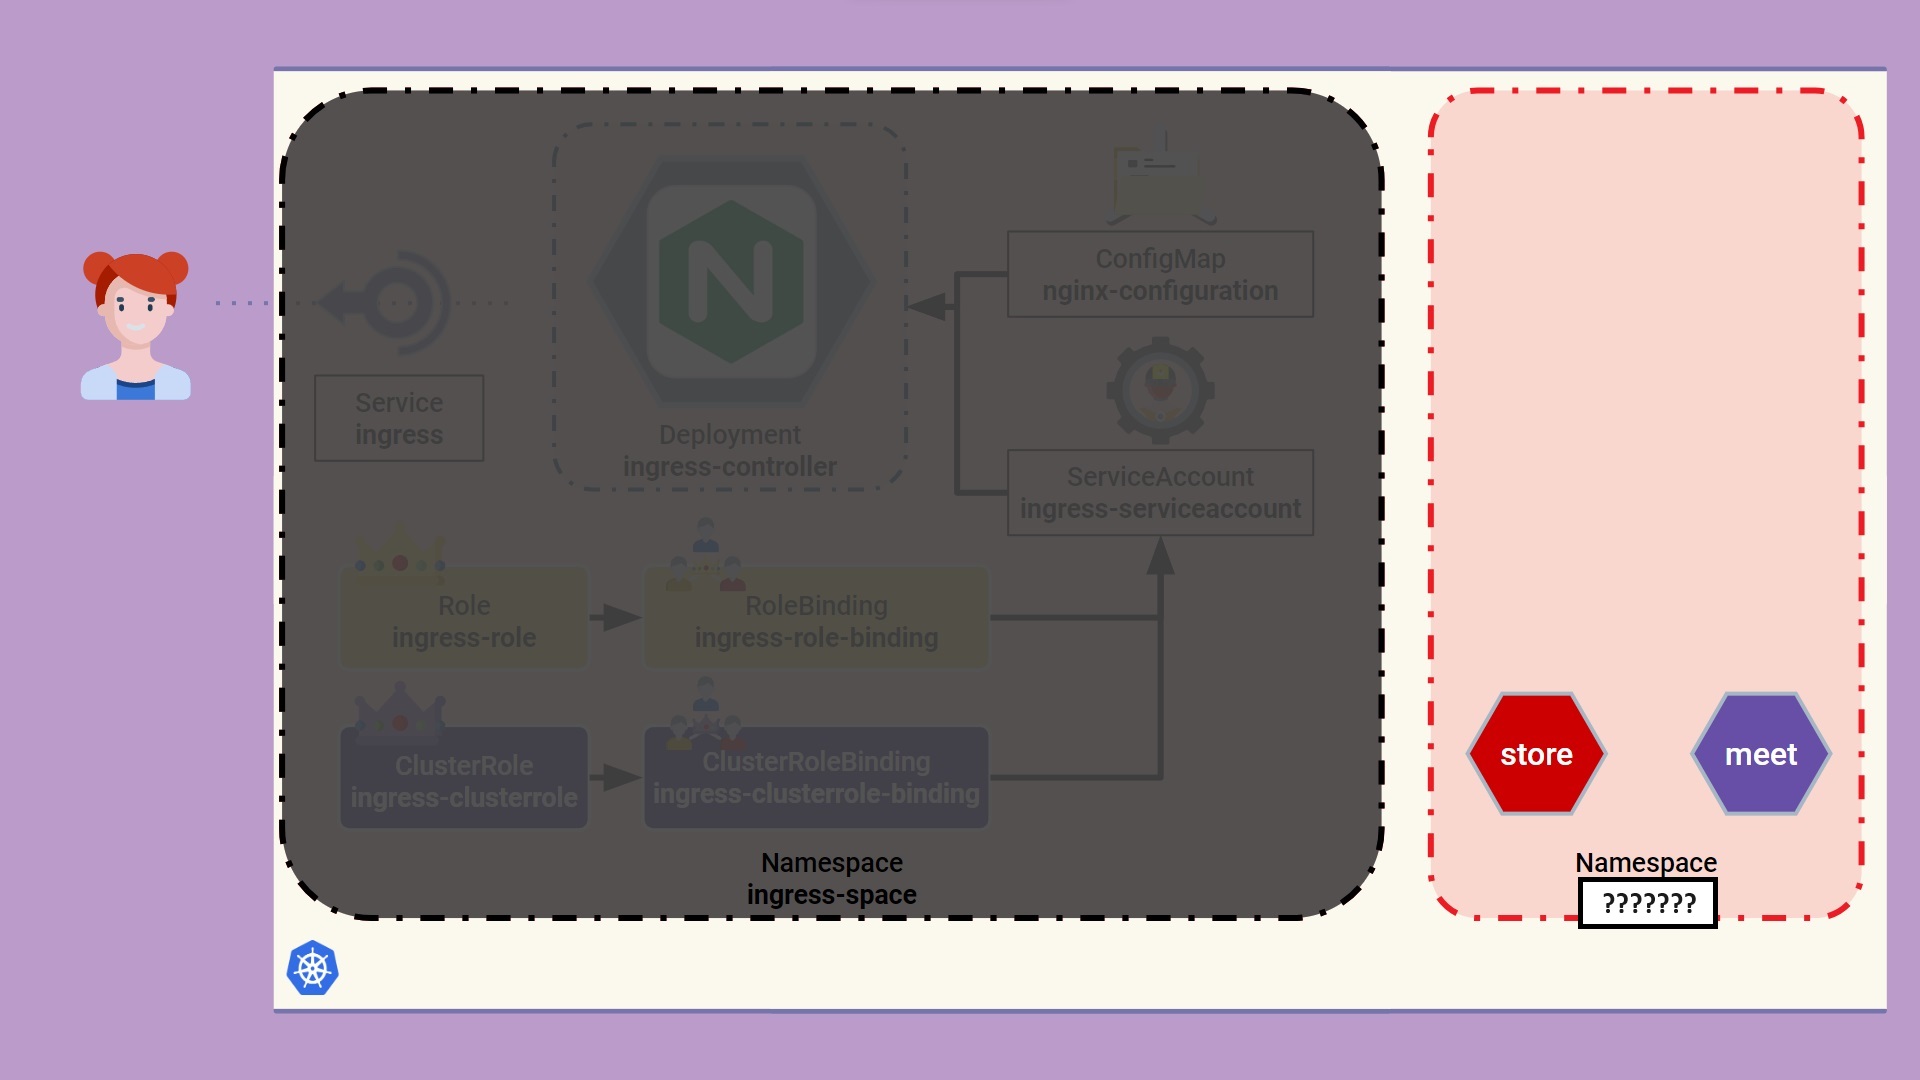 ConfigMap
nginx-configuration
Service
ingress
Deployment
ingress-controller
ServiceAccount
ingress-serviceaccount
Role
ingress-role
RoleBinding
ingress-role-binding
ClusterRole
ingress-clusterrole
ClusterRoleBinding
ingress-clusterrole-binding
Namespace
ingress-space
store
meet
Namespace
???????